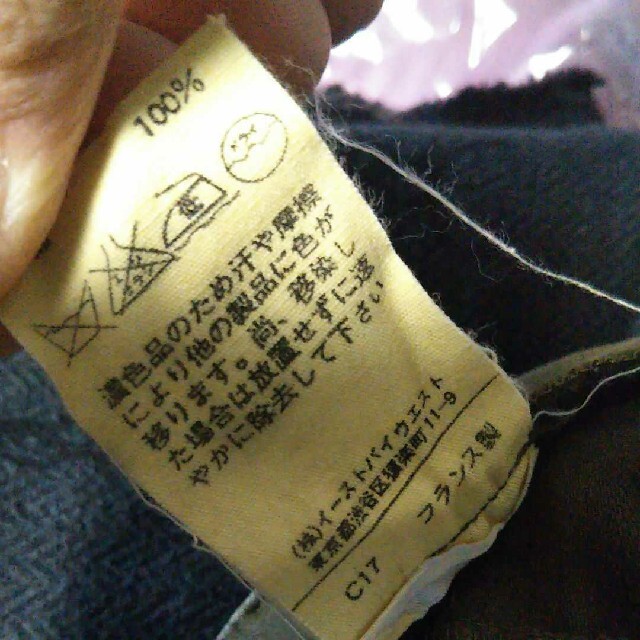 100%
濃色品のため汗や摩擦
により他の製品に色が
移ります。尚、移染し
た場合は放置せずに速
やかに除去して下さい
(株)イーストバイウエスト
東京都渋谷区鶯谷町11-9
フランス製
C17